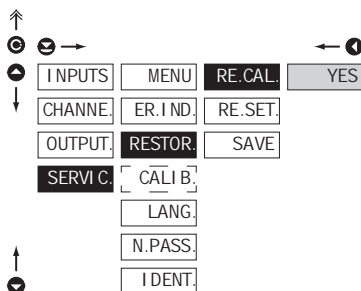 INPUTS MENU RE.CAL. YES
CHANNE. ER.IND. RE.SET.
OUTPUT. RESTOR. SAVE
SERVIC. CALIB.
LANG.
N.PASS.
IDENT.